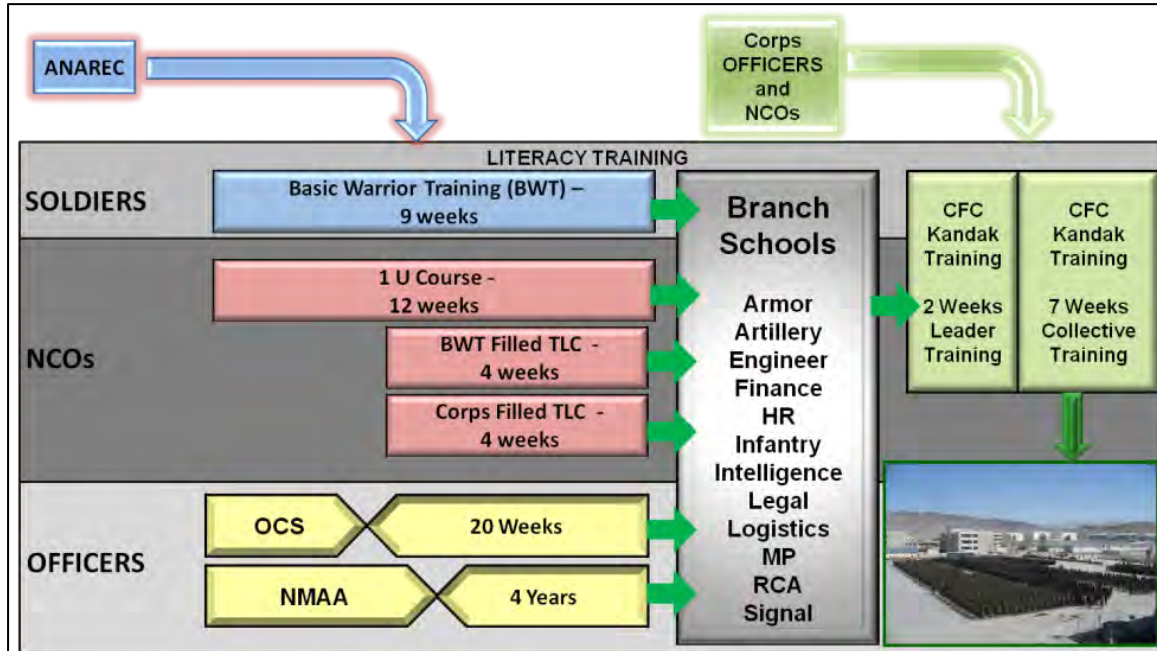 ANAREC
Corps
OFFICERS
and
NCOs
LITERACY TRAINING
SOLDIERS
Basic Warrior Training (BWT) –
9 weeks
NCOs
1 U Course -
12 weeks
BWT Filled TLC -
4 weeks
Corps Filled TLC -
4 weeks
OFFICERS
OCS
20 Weeks
NMAA
4 Years
Branch
Schools
Armor
Artillery
Engineer
Finance
HR
Infantry
Intelligence
Legal
Logistics
MP
RCA
Signal
CFC
Kandak
Training
2 Weeks
Leader
Training
CFC
Kandak
Training
7 Weeks
Collective
Training